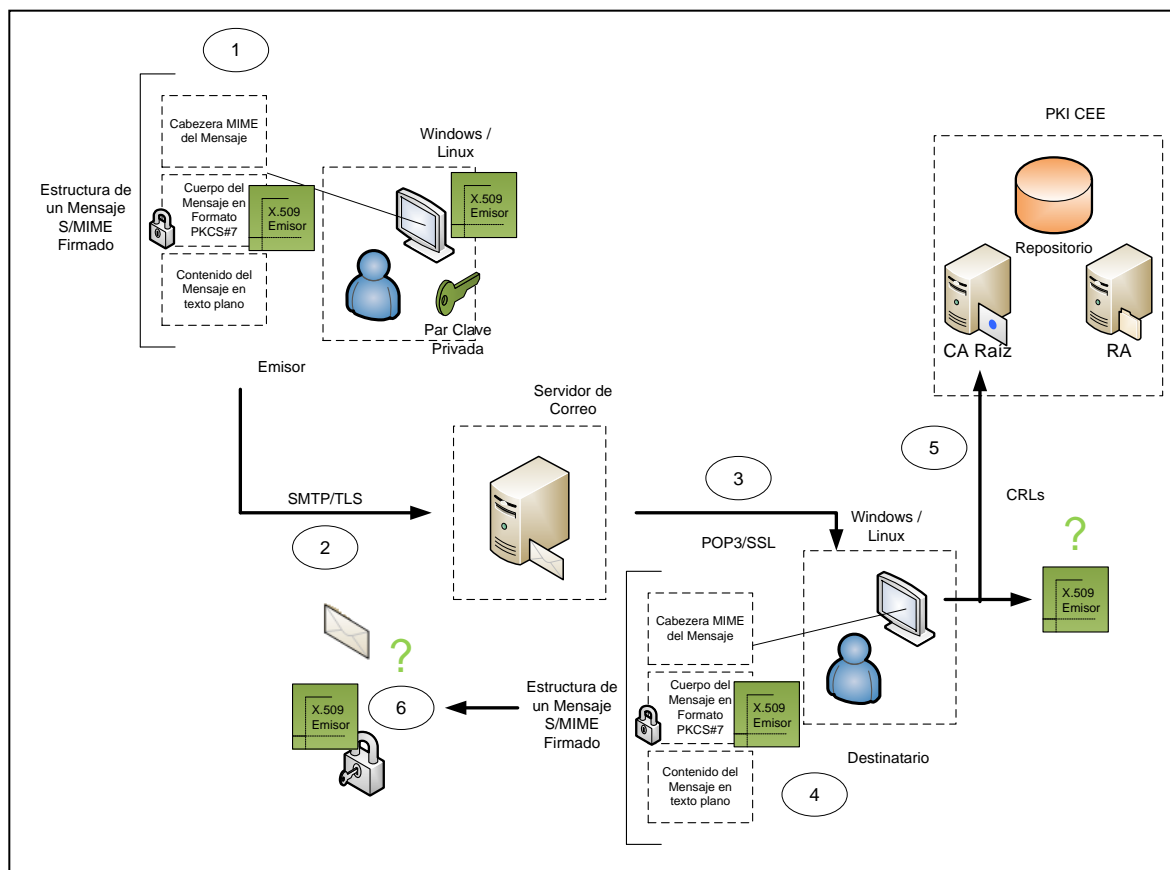 1
Cabezera MIME
del Mensaje
Estructura de
un Mensaje
S/MIME
Firmado
Cuerpo del
Mensaje en
Formato
PKCS#7
X.509
Emisor
Contenido del
Mensaje en
texto plano
Windows /
Linux
X.509
Emisor
Par Clave
Privada
Emisor
PKI CEE
Repositorio
CA Raíz
RA
Servidor de
Correo
SMTP/TLS
2
3
POP3/SSL
5
CRLs
?
X.509
Emisor
Windows /
Linux
Cabezera MIME
del Mensaje
Cuerpo del
Mensaje en
Formato
PKCS#7
X.509
Emisor
Contenido del
Mensaje en
texto plano
Destinatario
4
Estructura de
un Mensaje
S/MIME
Firmado
?
6
X.509
Emisor